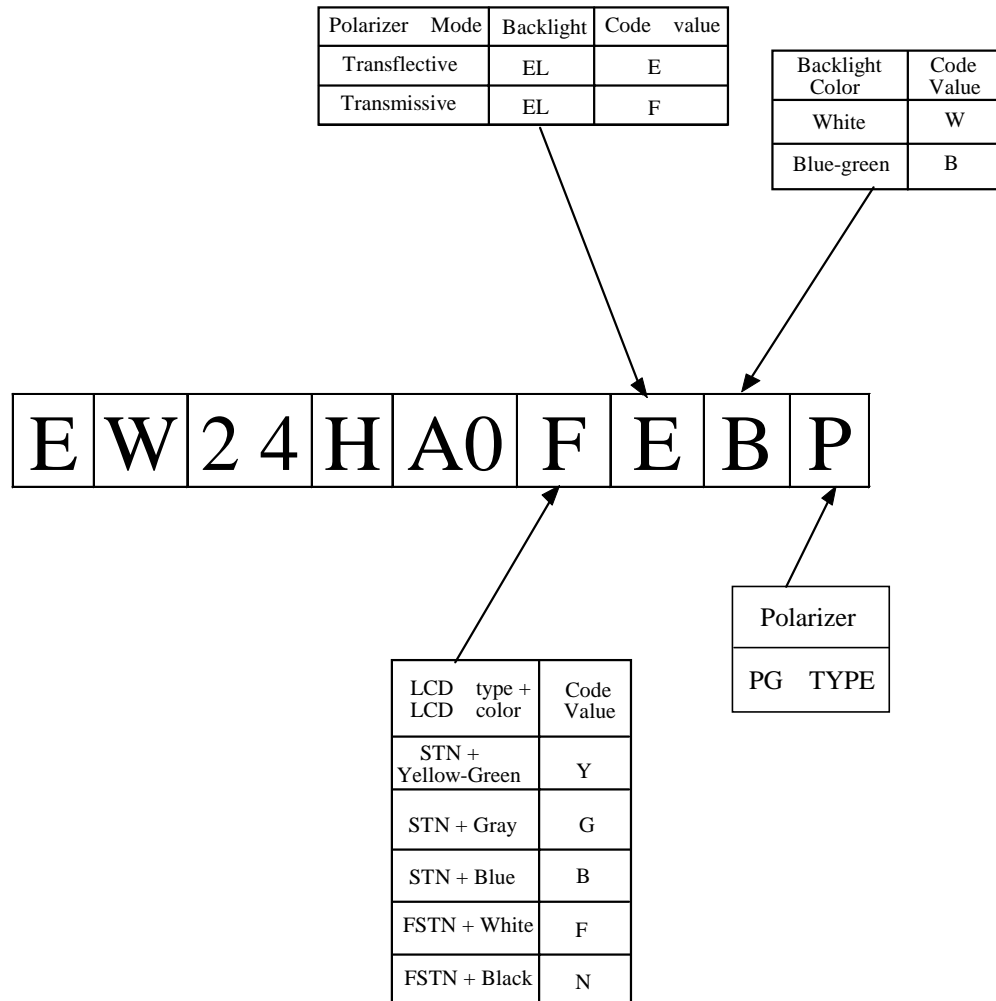 Polarizer Mode Backlight Code value
Transflective EL E
Transmissive EL F
Backlight Color Code Value
White W
Blue-green B
E W 2 4 H A0 F E B P
Polarizer
PG TYPE
LCD type + Code
LCD color Value
STN +
Yellow-Green Y
STN + Gray G
STN + Blue B
FSTN + White F
FSTN + Black N